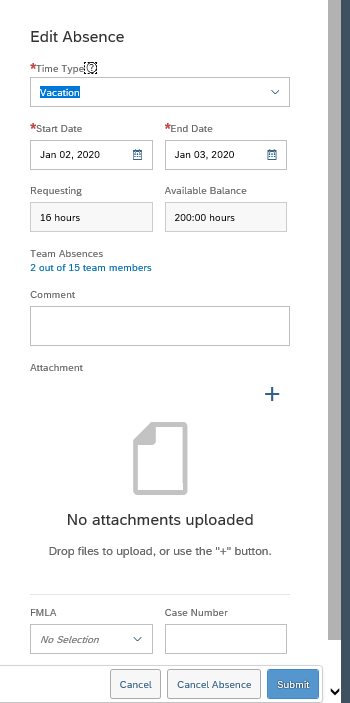 Edit Absence
*Time Type?
Vacation
*Start Date *End Date
Jan 02, 2020 Jan 03, 2020
Requesting Available Balance
16 hours 200:00 hours
Team Absences
2 out of 15 team members
Comment
Attachment
+
No attachments uploaded
Drop files to upload, or use the "+" button.
FMLA Case Number
No Selection
Cancel Cancel Absence Submit